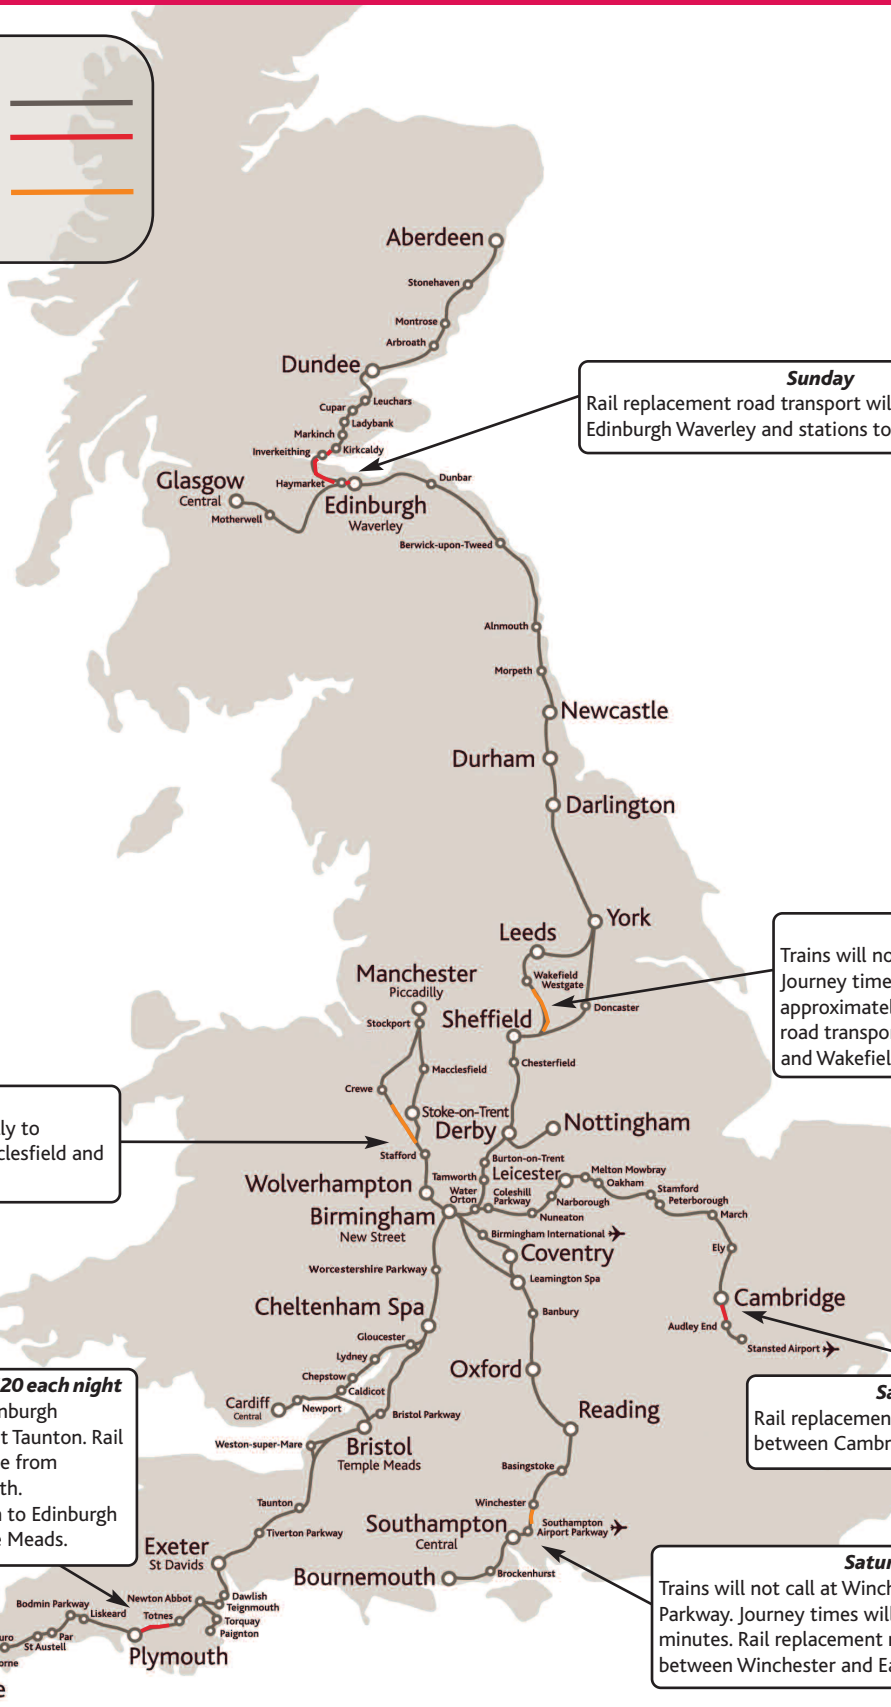 Aberdeen
Stonehaven
Montrose
Arbroath
Dundee
Leuchars
Cupar
Ladybank
Markinch
Kirkcaldy
Inverkeithing
Sunday
Rail replacement road transport wil
Edinburgh Waverley and stations to
Glasgow
Central
Motherwell
Haymarket
Edinburgh
Waverley
Dunbar
Berwick-upon-Tweed
Alnmouth
Morpeth
Newcastle
Durham
Darlington
York
Leeds
Wakefield
Westgate
Doncaster
Trains will no
Journey time
approximatel
road transpor
and Wakefiel
Manchester
Piccadilly
Stockport
Sheffield
Chesterfield
Macclesfield
Crewe
Stoke-on-Trent
Derby
Nottingham
ly to
clesfield and
Stafford
Burton-on-Trent
Tamworth
Leicester
Melton Mowbray
Oakham
Stamford
Peterborough
March
Wolverhampton
Water
Orton
Coleshill
Parkway
Narborough
Nuneaton
Birmingham
New Street
Birmingham International
Ely
Coventry
Leamington Spa
Worcestershire Parkway
Cambridge
Audley End
Stansted Airport
Cheltenham Spa
Banbury
Gloucester
Lydney
Chepstow
Caldicot
Oxford
Cardiff
Central
Newport
Bristol Parkway
Reading
Bristol
Temple Meads
Weston-super-Mare
20 each night
nburgh
t Taunton. Rail
e from
th.
n to Edinburgh
e Meads.
Sa
Rail replacemen
between Cambr
Basingstoke
Winchester
Southampton
Airport Parkway
Southampton
Central
Taunton
Tiverton Parkway
Exeter
St Davids
Bournemouth
Brockenhurst
Satur
Trains will not call at Winch
Parkway. Journey times will
minutes. Rail replacement r
between Winchester and Ea
Newton Abbot
Dawlish
Teignmouth
Torquay
Paignton
Totnes
Bodmin Parkway
Liskeard
Par
St Austell
uro
orne
Plymouth
e